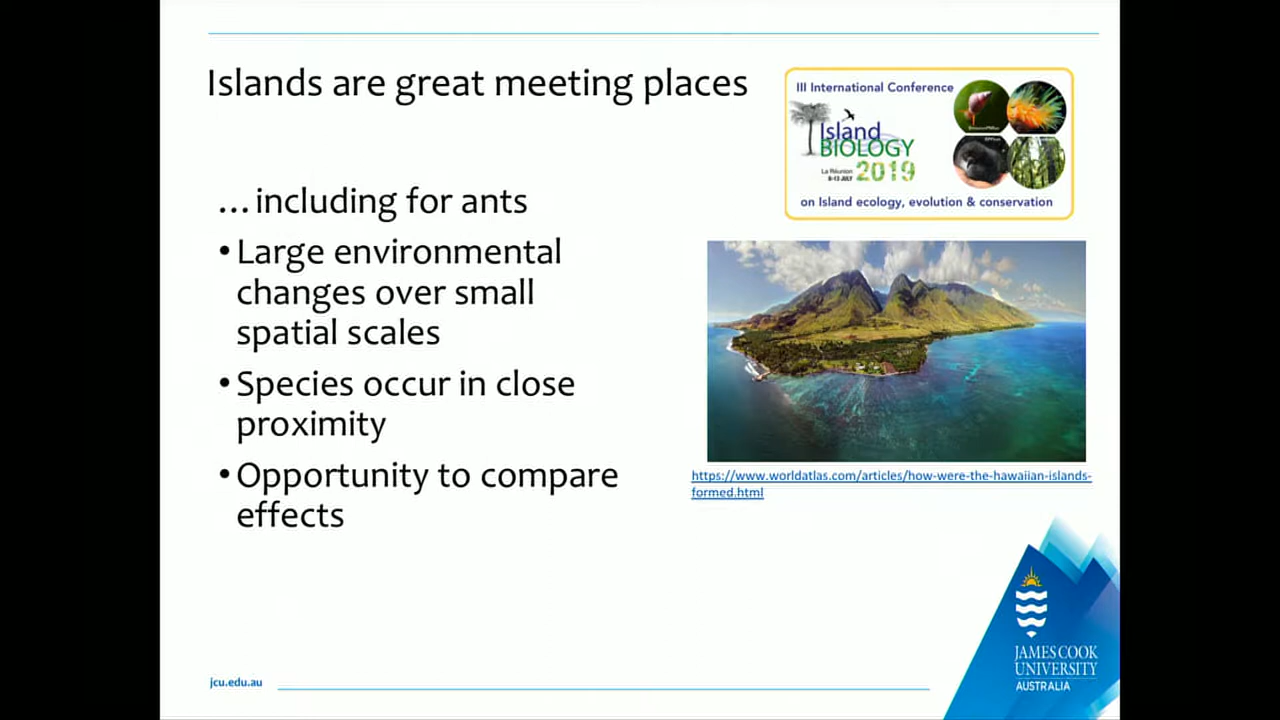 Islands are great meeting places
III International Conference
Island
BIOLOGY
La Réunion
8-13 JULY
2019
on Island ecology, evolution & conservation
...including for ants
•Large environmental
changes over small
spatial scales
•Species occur in close
proximity
•Opportunity to compare
effects
https://www.worldatlas.com/articles/how-were-the-hawaiian-islands-
formed.html
JAMES COOK
UNIVERSITY
AUSTRALIA
jcu.edu.au